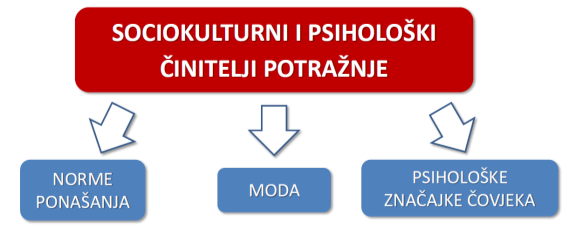 SOCIOKULTURNI I PSIHOLOŠKI
ČINITELJI POTRAŽNJE
NORME
PONAŠANJA
MODA
PSIHOLOŠKE
ZNAČAJKE ČOVJEKA